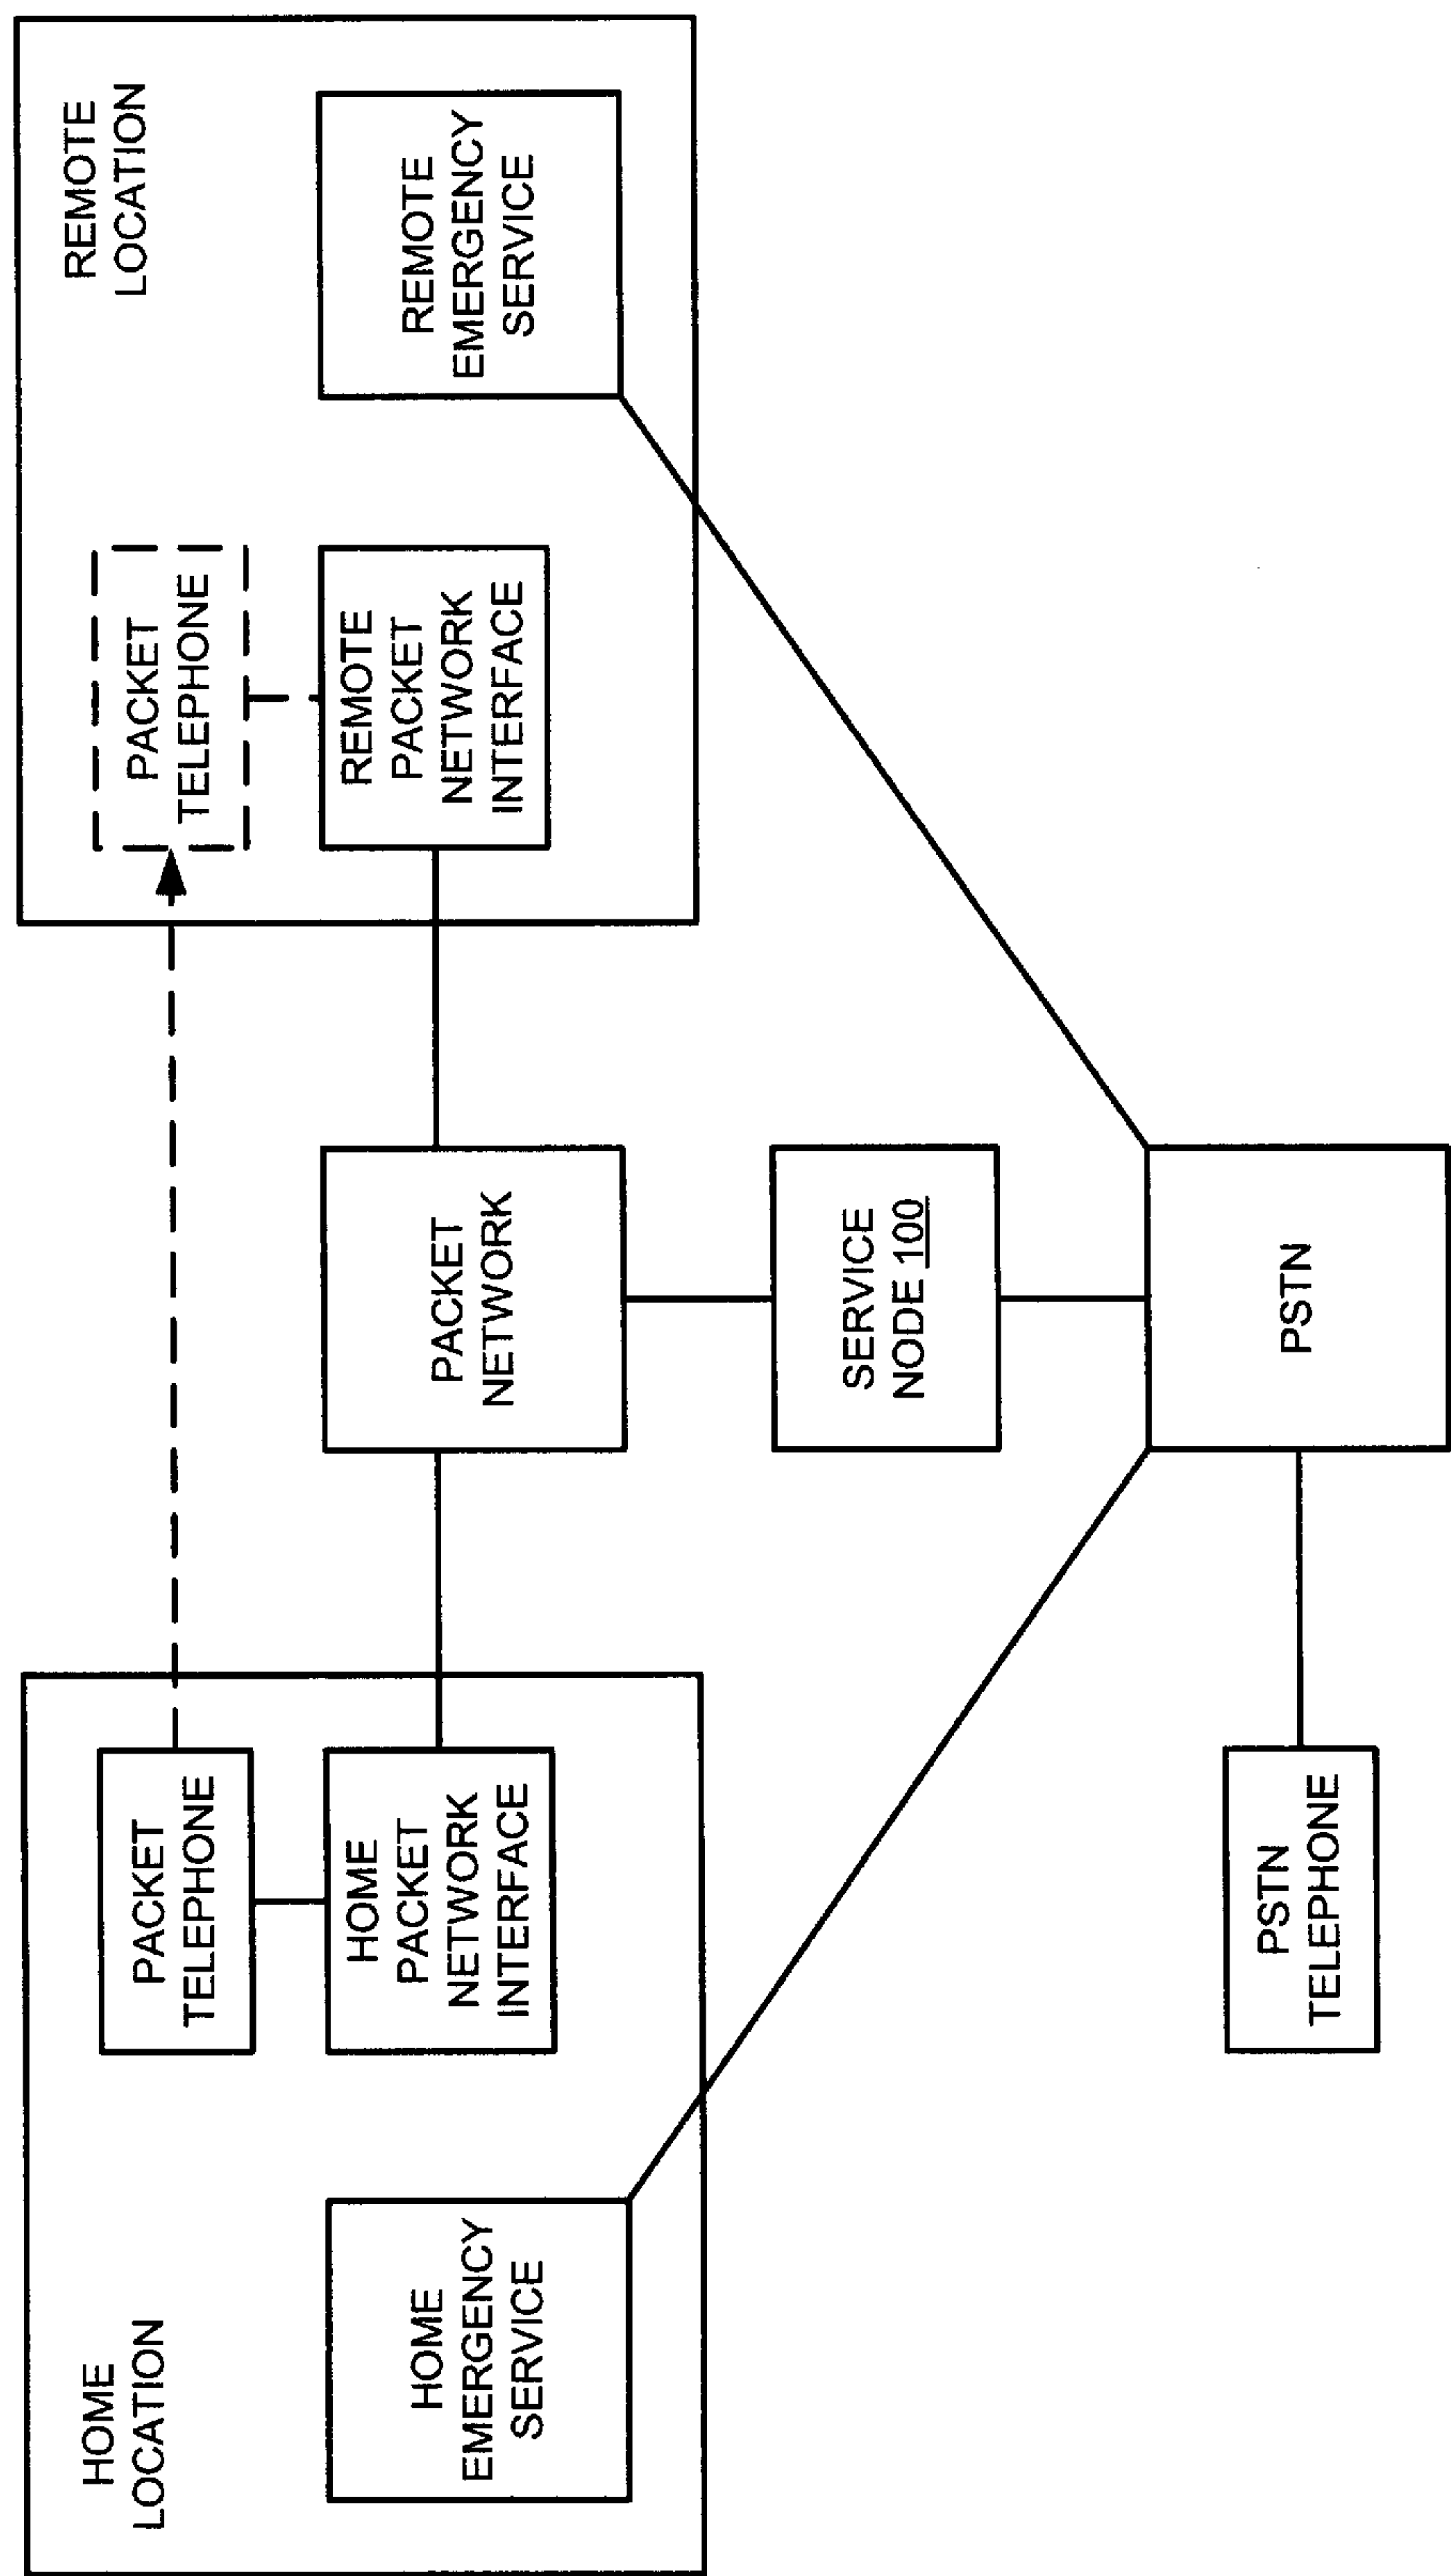 HOME
LOCATION
REMOTE
LOCATION
PACKET
TELEPHONE
PACKET
TELEPHONE
HOME
EMERGENCY
SERVICE
HOME
PACKET
NETWORK
INTERFACE
PACKET
NETWORK
REMOTE
PACKET
NETWORK
INTERFACE
REMOTE
EMERGENCY
SERVICE
SERVICE
NODE 100
PSTN
TELEPHONE
PSTN